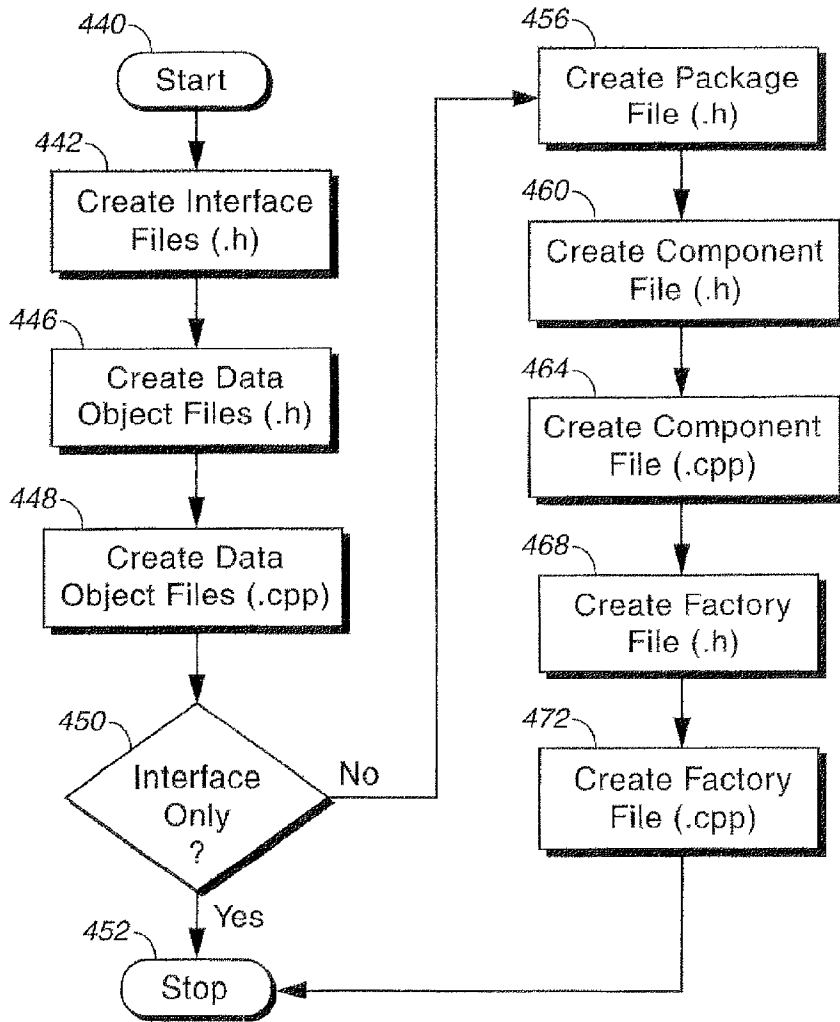 440
Start
442
Create Interface
Files (.h)
446
Create Data
Object Files (.h)
448
Create Data
Object Files (.cpp)
450
Interface
Only
?
No
Yes
452
Stop
456
Create Package
File (.h)
460
Create Component
File (.h)
464
Create Component
File (.cpp)
468
Create Factory
File (.h)
472
Create Factory
File (.cpp)